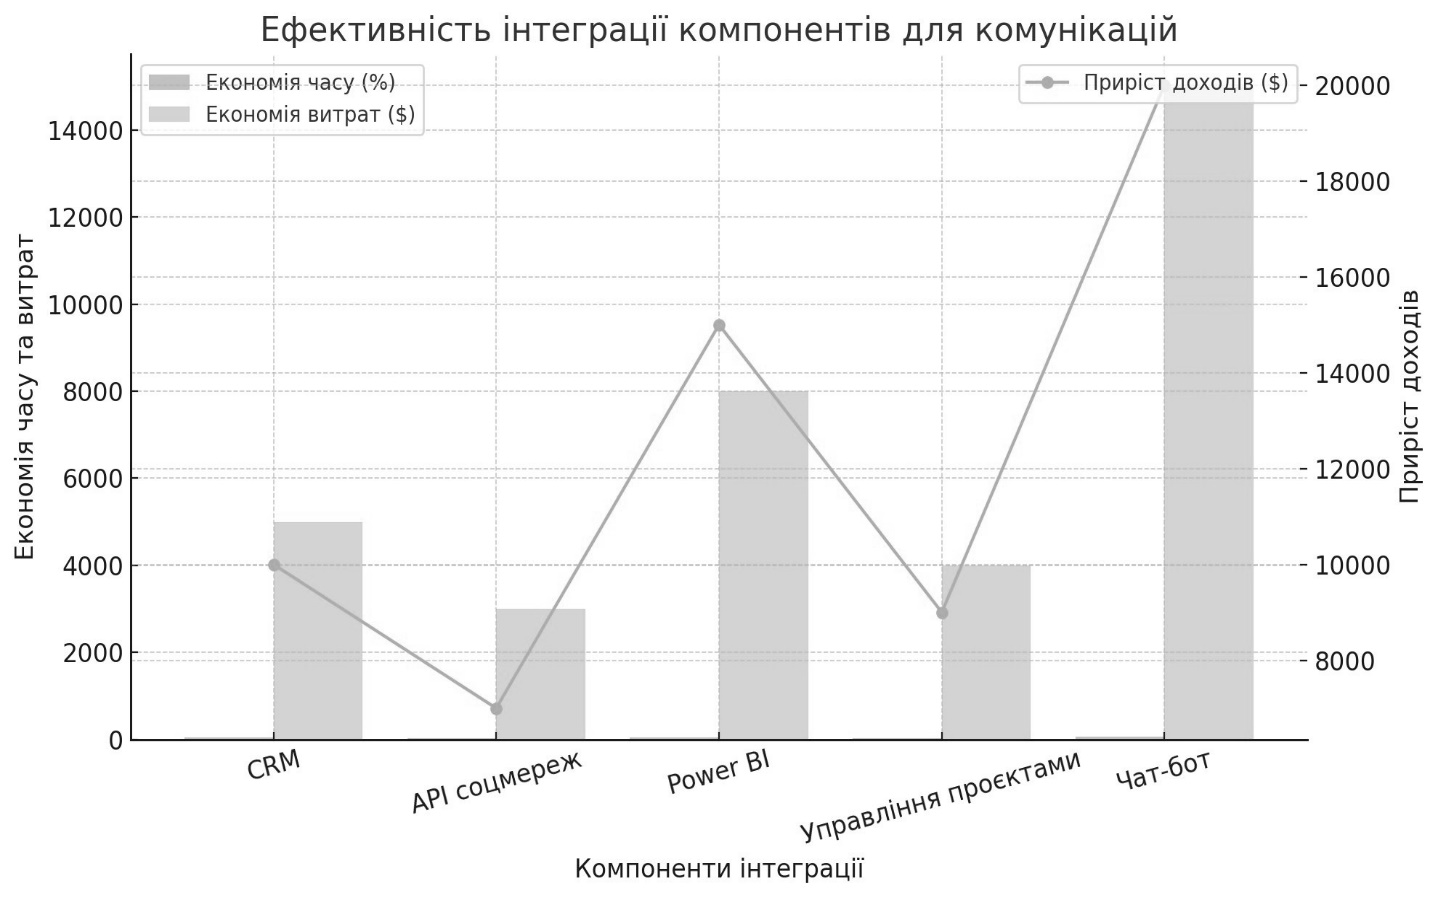 Ефективність інтеграції компонентів для комунікацій
Економія часу (%)
Економія витрат ($)
Приріст доходів ($)
Економія часу та витрат
14000
12000
10000
8000
6000
4000
2000
0
20000
18000
16000
14000
12000
10000
8000
Приріст доходів
CRM
API соцмереж
Power BI
Управління проєктами
Чат-бот
Компоненти інтеграції